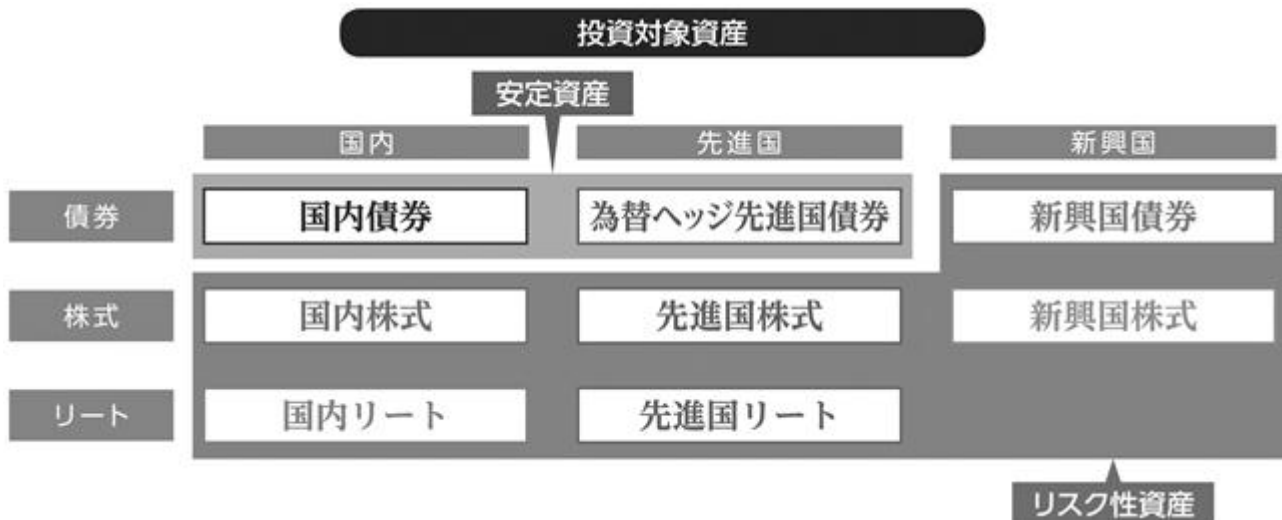 投資対象資産
安定資産
国内 先進国 新興国
債券 国内債券 為替ヘッジ先進国債券 新興国債券
株式 国内株式 先進国株式 新興国株式
リート 国内リート 先進国リート
リスク性資産